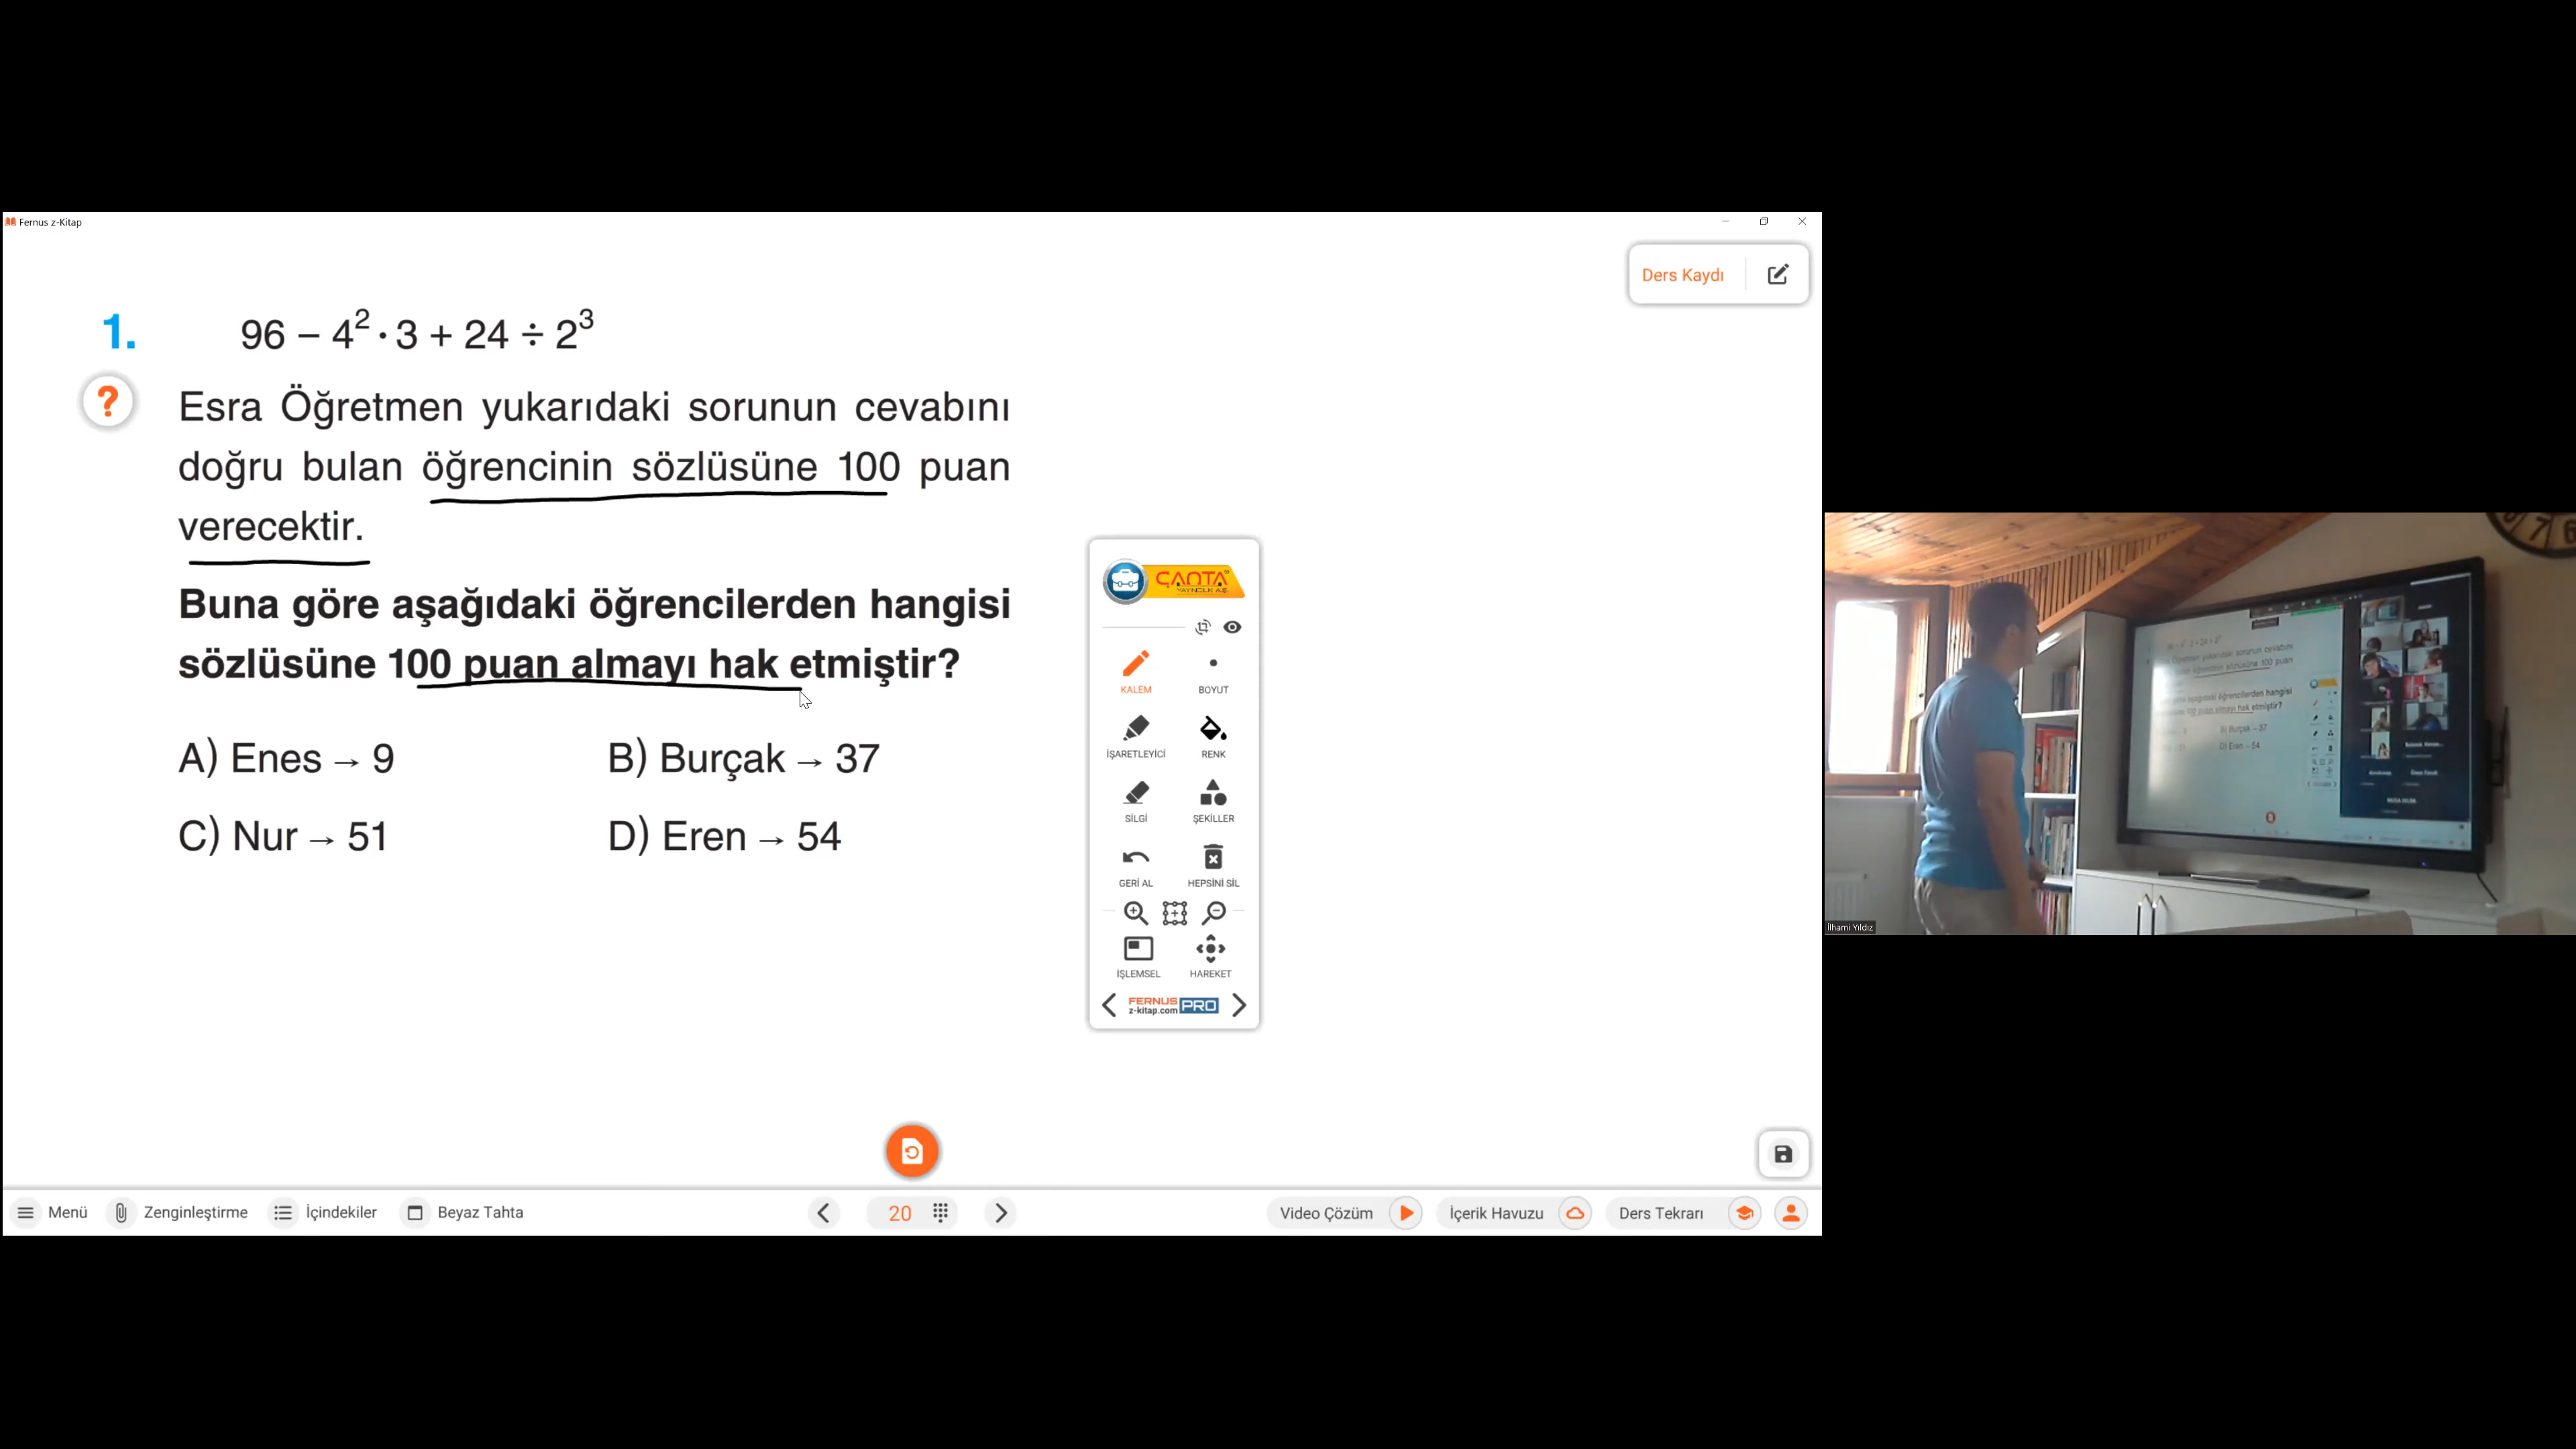 Fernus z-Kitap
Ders Kaydı
1. 96 – 4² · 3 + 24 ÷ 2³
?
Esra Öğretmen yukarıdaki sorunun cevabını
doğru bulan öğrencinin sözlüsüne 100 puan
verecektir.
Buna göre aşağıdaki öğrencilerden hangisi
sözlüsüne 100 puan almayı hak etmiştir?
A) Enes → 9
B) Burçak → 37
C) Nur → 51
D) Eren → 54
ÇANTA
YAYINCILIK A.Ş.
KALEM
BOYUT
İŞARETLEYİCİ
RENK
SİLGİ
ŞEKİLLER
GERİ AL
HEPSİNİ SİL
İŞLEMSEL
HAREKET
FERNUS PRO
z-kitap.com
Menü
Zenginleştirme
İçindekiler
Beyaz Tahta
20
Video Çözüm
İçerik Havuzu
Ders Tekrarı
7 6
İlhami Yıldız